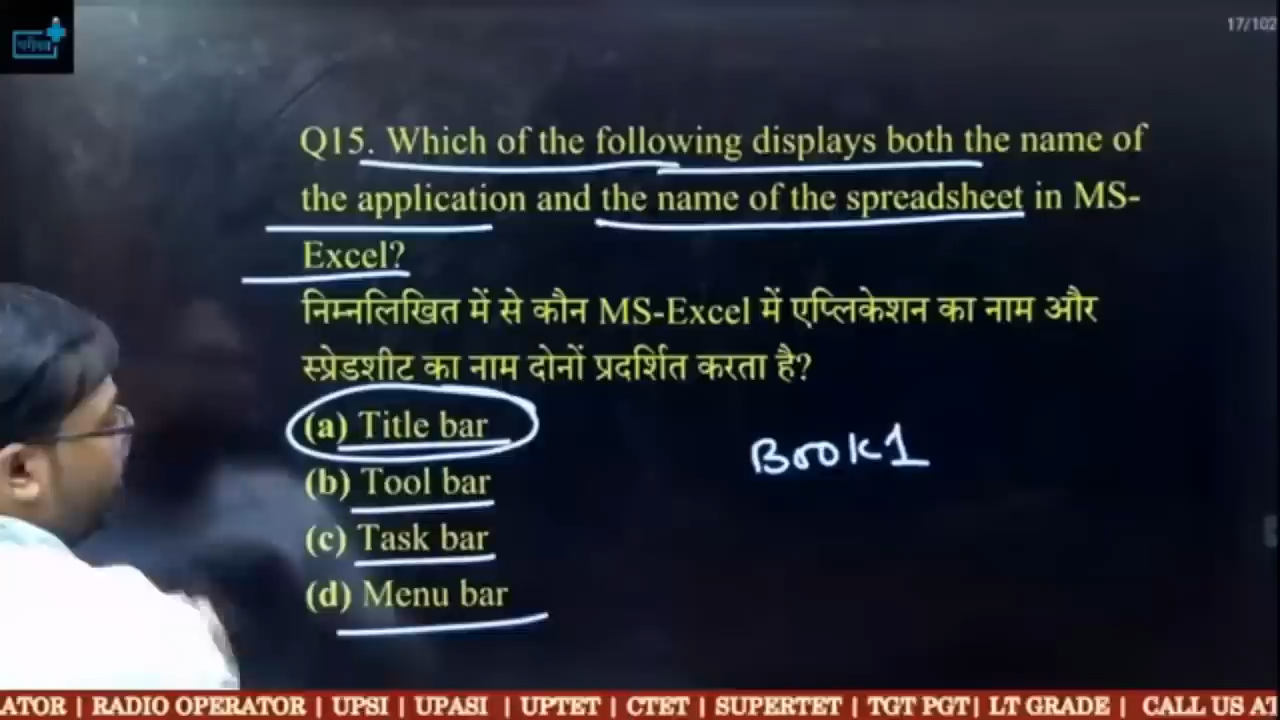 17/102
Q15. Which of the following displays both the name of
the application and the name of the spreadsheet in MS-
Excel?
निम्नलिखित में से कौन MS-Excel में एप्लिकेशन का नाम और
स्प्रेडशीट का नाम दोनों प्रदर्शित करता है?
(a) Title bar
BOOK1
(b) Tool bar
(c) Task bar
(d) Menu bar
ATOR | RADIO OPERATOR | UPSI | UPASI | UPTET | CTET | SUPERTET | TGT PGT| LT GRADE | CALL US AT